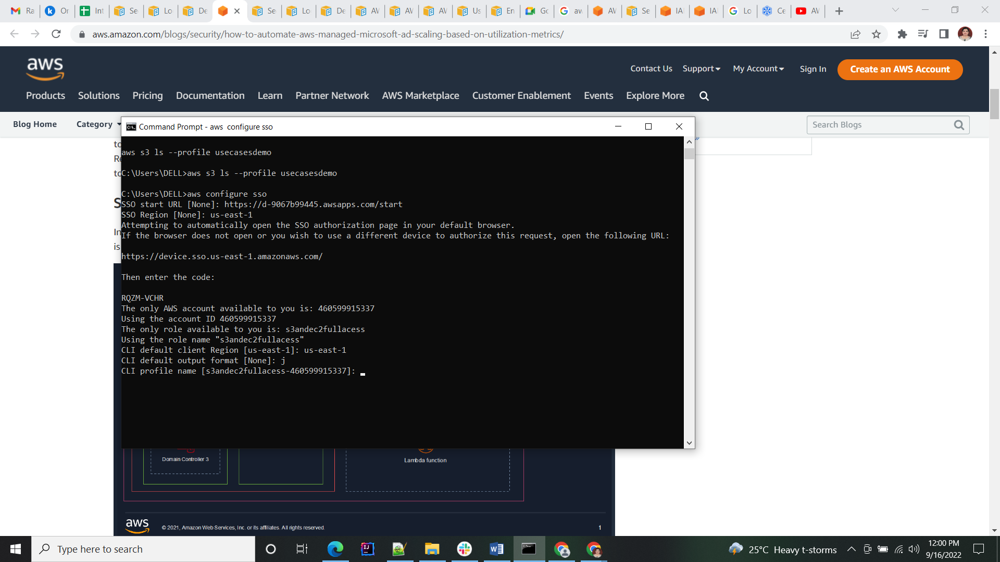 Ra
Or
Int
Se
Lo
De
Se
Lo
De
AV
AV
AV
Us
En
Go
aw
AV
Se
IA
IA
Lo
Ce
AV
aws.amazon.com/blogs/security/how-to-automate-aws-managed-microsoft-ad-scaling-based-on-utilization-metrics/
aws
Contact Us Support My Account Sign In Create an AWS Account
Products Solutions Pricing Documentation Learn Partner Network AWS Marketplace Customer Enablement Events Explore More
Blog Home Category
Search Blogs
Command Prompt - aws  configure sso
aws s3 ls --profile usecasesdemo
C:\Users\DELL>aws s3 ls --profile usecasesdemo
C:\Users\DELL>aws configure sso
SSO start URL [None]: https://d-9067b99445.awsapps.com/start
SSO Region [None]: us-east-1
Attempting to automatically open the SSO authorization page in your default browser.
If the browser does not open or you wish to use a different device to authorize this request, open the following URL:
https://device.sso.us-east-1.amazonaws.com/
Then enter the code:
RQZM-VCHR
The only AWS account available to you is: 460599915337
Using the account ID 460599915337
The only role available to you is: s3andec2fullacess
Using the role name "s3andec2fullacess"
CLI default client Region [us-east-1]: us-east-1
CLI default output format [None]: j
CLI profile name [s3andec2fullacess-460599915337]:
Domain Controller 3
Lambda function
aws
© 2021, Amazon Web Services, Inc. or its affiliates. All rights reserved.
1
Type here to search
25°C Heavy t-storms
12:00 PM
9/16/2022